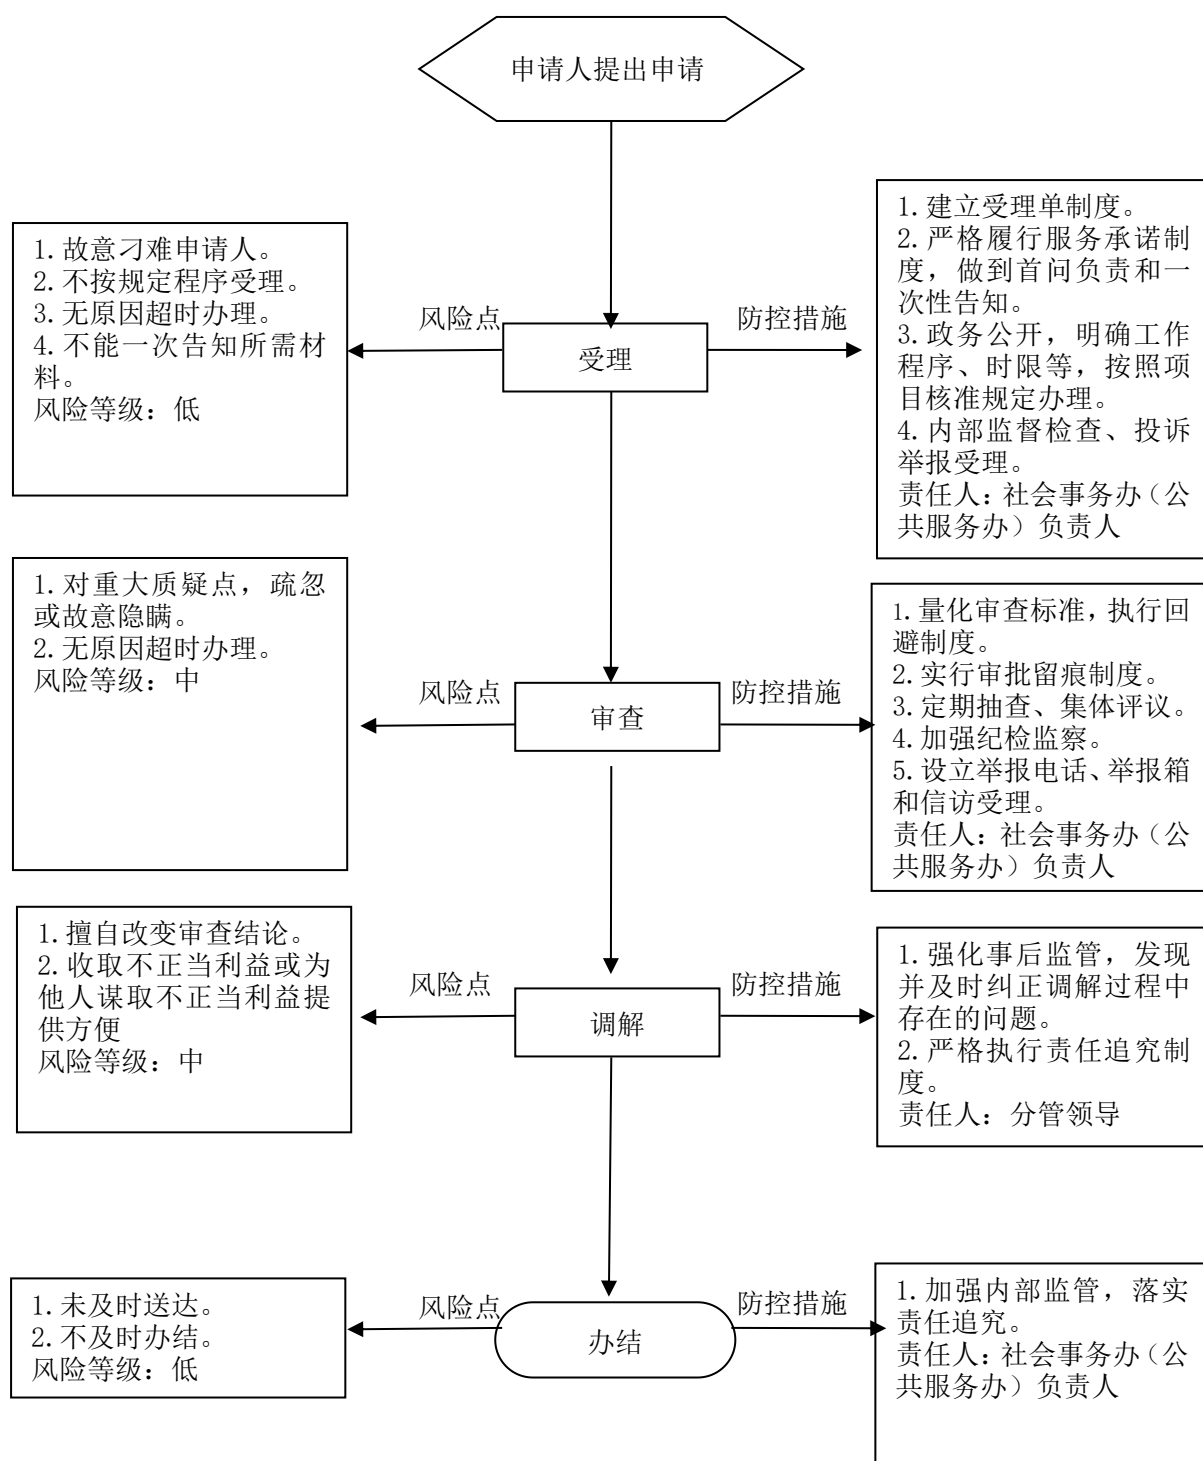 申请人提出申请
1.故意刁难申请人。
2.不按规定程序受理。
3.无原因超时办理。
4.不能一次告知所需材
料。
风险等级：低
风险点
受理
防控措施
1.建立受理单制度。
2.严格履行服务承诺制
度，做到首问负责和一
次性告知。
3.政务公开，明确工作
程序、时限等，按照项
目核准规定办理。
4.内部监督检查、投诉
举报受理。
责任人：社会事务办（公
共服务办）负责人
1.对重大质疑点，疏忽
或故意隐瞒。
2.无原因超时办理。
风险等级：中
风险点
审查
防控措施
1.量化审查标准，执行回
避制度。
2.实行审批留痕制度。
3.定期抽查、集体评议。
4.加强纪检监察。
5.设立举报电话、举报箱
和信访受理。
责任人：社会事务办（公
共服务办）负责人
1.擅自改变审查结论。
2.收取不正当利益或为
他人谋取不正当利益提
供方便
风险等级：中
风险点
调解
防控措施
1.强化事后监管，发现
并及时纠正调解过程中
存在的问题。
2.严格执行责任追究制
度。
责任人：分管领导
1.未及时送达。
2.不及时办结。
风险等级：低
风险点
办结
防控措施
1.加强内部监管，落实
责任追究。
责任人：社会事务办（公
共服务办）负责人